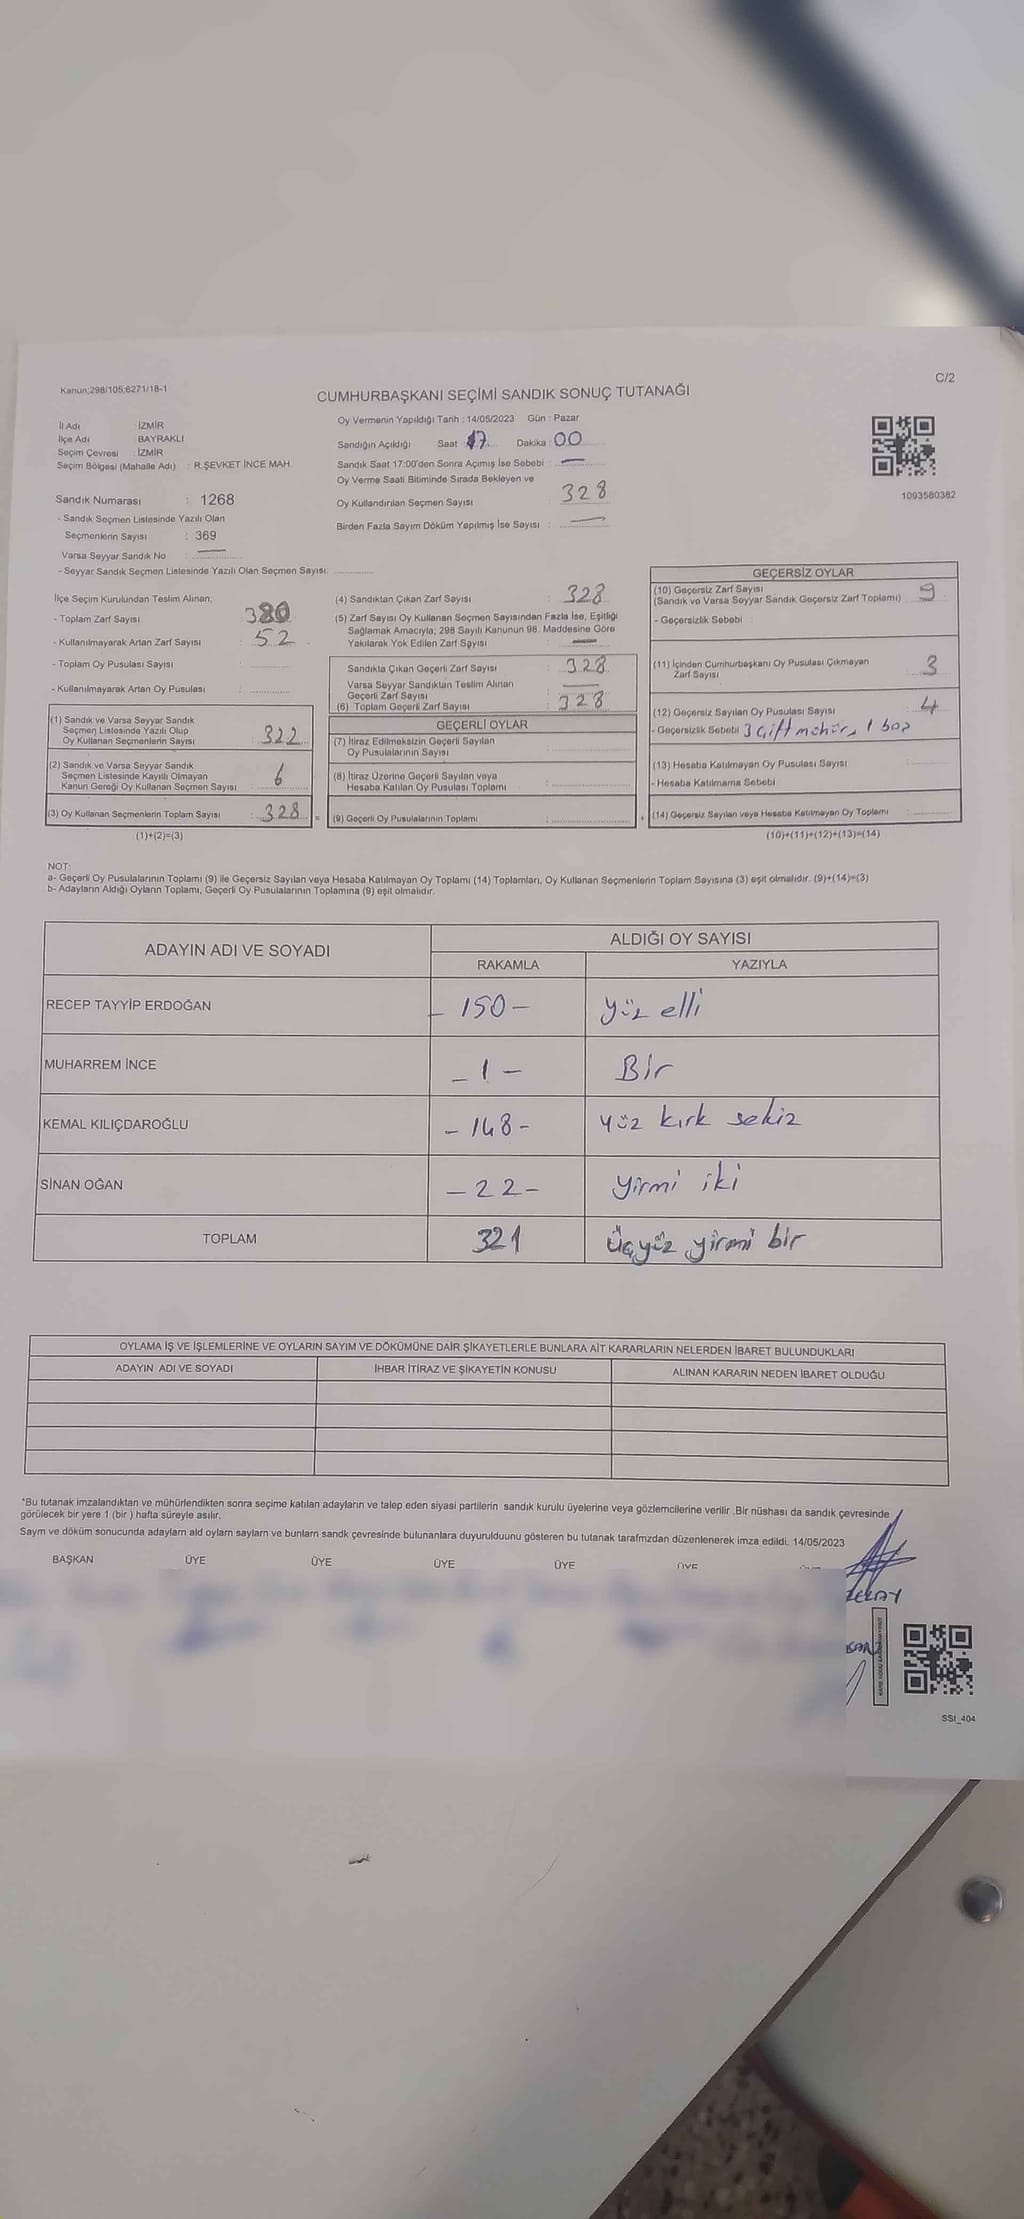 Kanun;298/105;6271/18-1
C/2
CUMHURBAŞKANI SEÇİMİ SANDIK SONUÇ TUTANAĞI
İl Adı İZMİR
İlçe Adı BAYRAKLI
Seçim Çevresi : İZMİR
Seçim Bölgesi (Mahalle Adı) : R.ŞEVKET İNCE MAH.
Sandık Numarası : 1268
- Sandık Seçmen Listesinde Yazılı Olan
Seçmenlerin Sayısı : 369
Varsa Seyyar Sandık No : —
- Seyyar Sandık Seçmen Listesinde Yazılı Olan Seçmen Sayısı:
Oy Vermenin Yapıldığı Tarih : 14/05/2023 Gün : Pazar
Sandığın Açıldığı Saat : 17 Dakika : 00
Sandık Saat 17:00'den Sonra Açımış İse Sebebi : —
Oy Verme Saati Bitiminde Sırada Bekleyen ve
Oy Kullandırılan Seçmen Sayısı : 328
Birden Fazla Sayım Döküm Yapılmış İse Sayısı : —
1093580382
İlçe Seçim Kurulundan Teslim Alınan;
- Toplam Zarf Sayısı : 380
- Kullanılmayarak Artan Zarf Sayısı : 52
- Toplam Oy Pusulası Sayısı :
- Kullanılmayarak Artan Oy Pusulası :
(1) Sandık ve Varsa Seyyar Sandık
Seçmen Listesinde Yazılı Olup
Oy Kullanan Seçmenlerin Sayısı : 322
(2) Sandık ve Varsa Seyyar Sandık
Seçmen Listesinde Kayıtlı Olmayan
Kanun Gereği Oy Kullanan Seçmen Sayısı : 6
(3) Oy Kullanan Seçmenlerin Toplam Sayısı : 328 =
(1)+(2)=(3)
(4) Sandıktan Çıkan Zarf Sayısı : 328
(5) Zarf Sayısı Oy Kullanan Seçmen Sayısından Fazla İse, Eşitliği
Sağlamak Amacıyla; 298 Sayılı Kanunun 98. Maddesine Göre
Yakılarak Yok Edilen Zarf Sayısı : —
Sandıkta Çıkan Geçerli Zarf Sayısı : 328
Varsa Seyyar Sandıktan Teslim Alınan
Geçerli Zarf Sayısı : —
(6) Toplam Geçerli Zarf Sayısı : 328
GEÇERLİ OYLAR
(7) İtiraz Edilmeksizin Geçerli Sayılan
Oy Pusulalarının Sayısı :
(8) İtiraz Üzerine Geçerli Sayılan veya
Hesaba Katılan Oy Pusulası Toplamı :
(9) Geçerli Oy Pusulalarının Toplamı : +
GEÇERSİZ OYLAR
(10) Geçersiz Zarf Sayısı
(Sandık ve Varsa Seyyar Sandık Geçersiz Zarf Toplamı) :
- Geçersizlik Sebebi :
(11) İçinden Cumhurbaşkanı Oy Pusulası Çıkmayan
Zarf Sayısı : 3
(12) Geçersiz Sayılan Oy Pusulası Sayısı : 4
- Geçersizlik Sebebi : 3 çift mühür, 1 boş
(13) Hesaba Katılmayan Oy Pusulası Sayısı :
- Hesaba Katılmama Sebebi :
(14) Geçersiz Sayılan veya Hesaba Katılmayan Oy Toplamı :
(10)+(11)+(12)+(13)=(14)
NOT:
a- Geçerli Oy Pusulalarının Toplamı (9) ile Geçersiz Sayılan veya Hesaba Katılmayan Oy Toplamı (14) Toplamları, Oy Kullanan Seçmenlerin Toplam Sayısına (3) eşit olmalıdır. (9)+(14)=(3)
b- Adayların Aldığı Oyların Toplamı, Geçerli Oy Pusulalarının Toplamına (9) eşit olmalıdır.
ADAYIN ADI VE SOYADI ALDIĞI OY SAYISI
RAKAMLA YAZIYLA
RECEP TAYYİP ERDOĞAN – 150 – yüz elli
MUHARREM İNCE – 1 – Bir
KEMAL KILIÇDAROĞLU – 148 – yüz kırk sekiz
SİNAN OĞAN – 22 – yirmi iki
TOPLAM 321 üçyüz yirmi bir
OYLAMA İŞ VE İŞLEMLERİNE VE OYLARIN SAYIM VE DÖKÜMÜNE DAİR ŞİKAYETLERLE BUNLARA AİT KARARLARIN NELERDEN İBARET BULUNDUKLARI
ADAYIN ADI VE SOYADI İHBAR İTİRAZ VE ŞİKAYETİN KONUSU ALINAN KARARIN NEDEN İBARET OLDUĞU
*Bu tutanak imzalandıktan ve mühürlendikten sonra seçime katılan adayların ve talep eden siyasi partilerin sandık kurulu üyelerine veya gözlemcilerine verilir .Bir nüshası da sandık çevresinde
görülecek bir yere 1 (bir ) hafta süreyle asılır.
Saym ve döküm sonucunda adaylarn ald oylarn saylarn ve bunlarn sandk çevresinde bulunanlara duyurulduunu gösteren bu tutanak tarafmzdan düzenlenerek imza edildi. 14/05/2023
BAŞKAN ÜYE ÜYE ÜYE ÜYE ÜYE
SSI_404